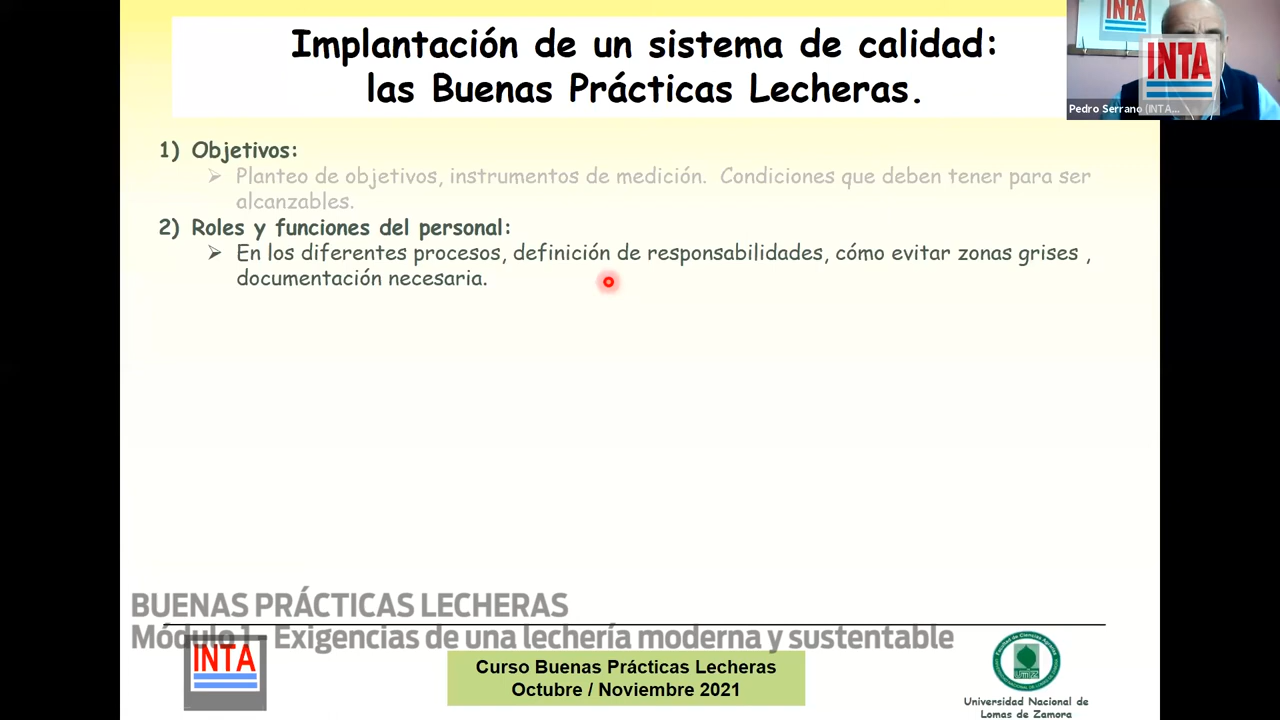 Implantación de un sistema de calidad:
las Buenas Prácticas Lecheras.
INTA
INTA
Pedro Serrano (INTA...
1) Objetivos:
➢ Planteo de objetivos, instrumentos de medición. Condiciones que deben tener para ser
alcanzables.
2) Roles y funciones del personal:
➢ En los diferentes procesos, definición de responsabilidades, cómo evitar zonas grises ,
documentación necesaria.
BUENAS PRÁCTICAS LECHERAS
Módulo 1. Exigencias de una lechería moderna y sustentable
INTA
Curso Buenas Prácticas Lecheras
Octubre / Noviembre 2021
Universidad Nacional de
Lomas de Zamora